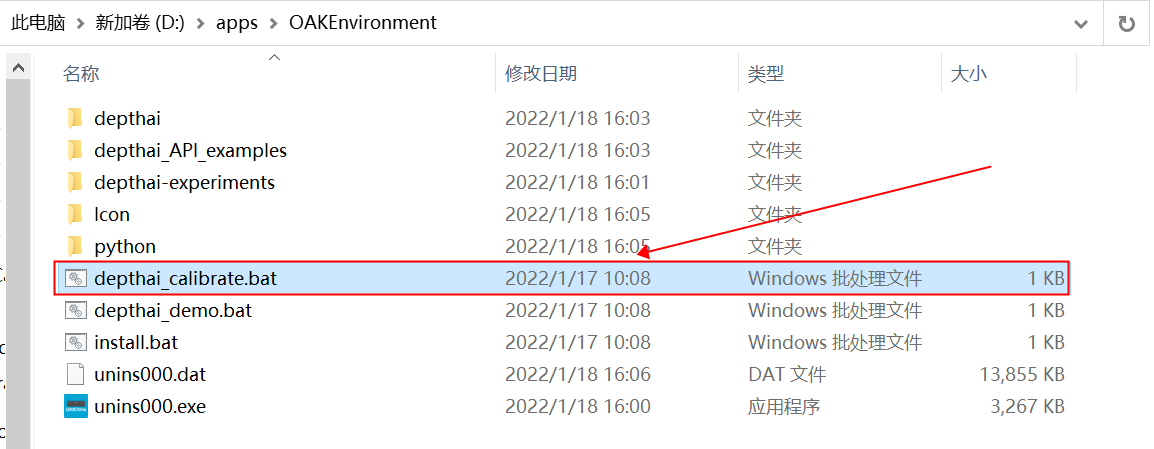 此电脑 > 新加卷 (D:) > apps > OAKEnvironment
名称 修改日期 类型 大小
depthai 2022/1/18 16:03 文件夹
depthai_API_examples 2022/1/18 16:03 文件夹
depthai-experiments 2022/1/18 16:01 文件夹
Icon 2022/1/18 16:05 文件夹
python 2022/1/18 16:05 文件夹
depthai_calibrate.bat 2022/1/17 10:08 Windows 批处理文件 1 KB
depthai_demo.bat 2022/1/17 10:08 Windows 批处理文件 1 KB
install.bat 2022/1/17 10:08 Windows 批处理文件 1 KB
unins000.dat 2022/1/18 16:06 DAT 文件 13,855 KB
unins000.exe 2022/1/18 16:00 应用程序 3,267 KB